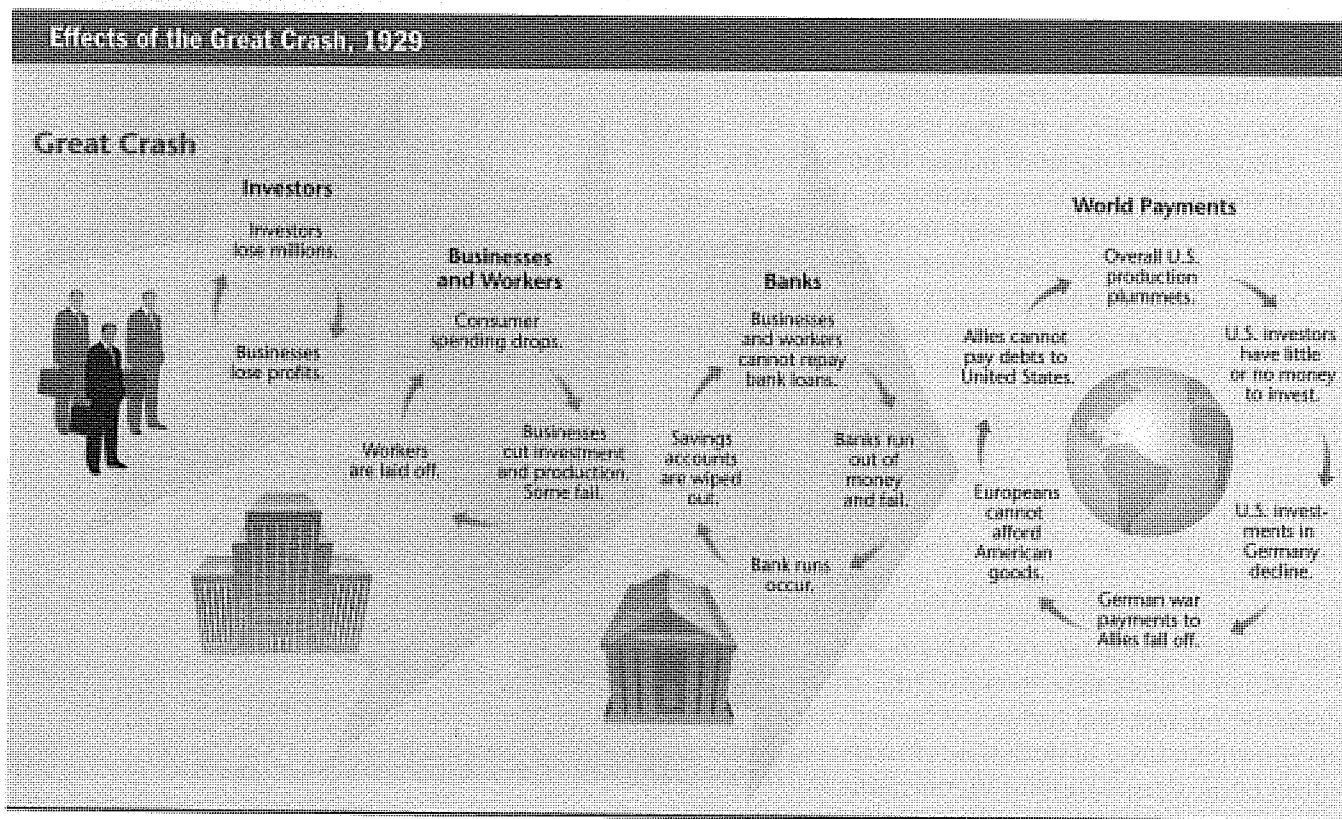 Effects of the Great Crash, 1929
Great Crash
Investors
Investors
lose millions.
Businesses
lose profits.
Businesses
and Workers
Consumer
spending drops.
Businesses
cut investment
and production.
Some fail.
Workers
are laid off.
Banks
Businesses
and workers
cannot repay
bank loans.
Banks run
out of
money
and fail.
Bank runs
occur.
Savings
accounts
are wiped
out.
World Payments
Overall U.S.
production
plummets.
U.S. investors
have little
or no money
to invest.
U.S. invest-
ments in
Germany
decline.
German war
payments to
Allies fall off.
Europeans
cannot
afford
American
goods.
Allies cannot
pay debts to
United States.